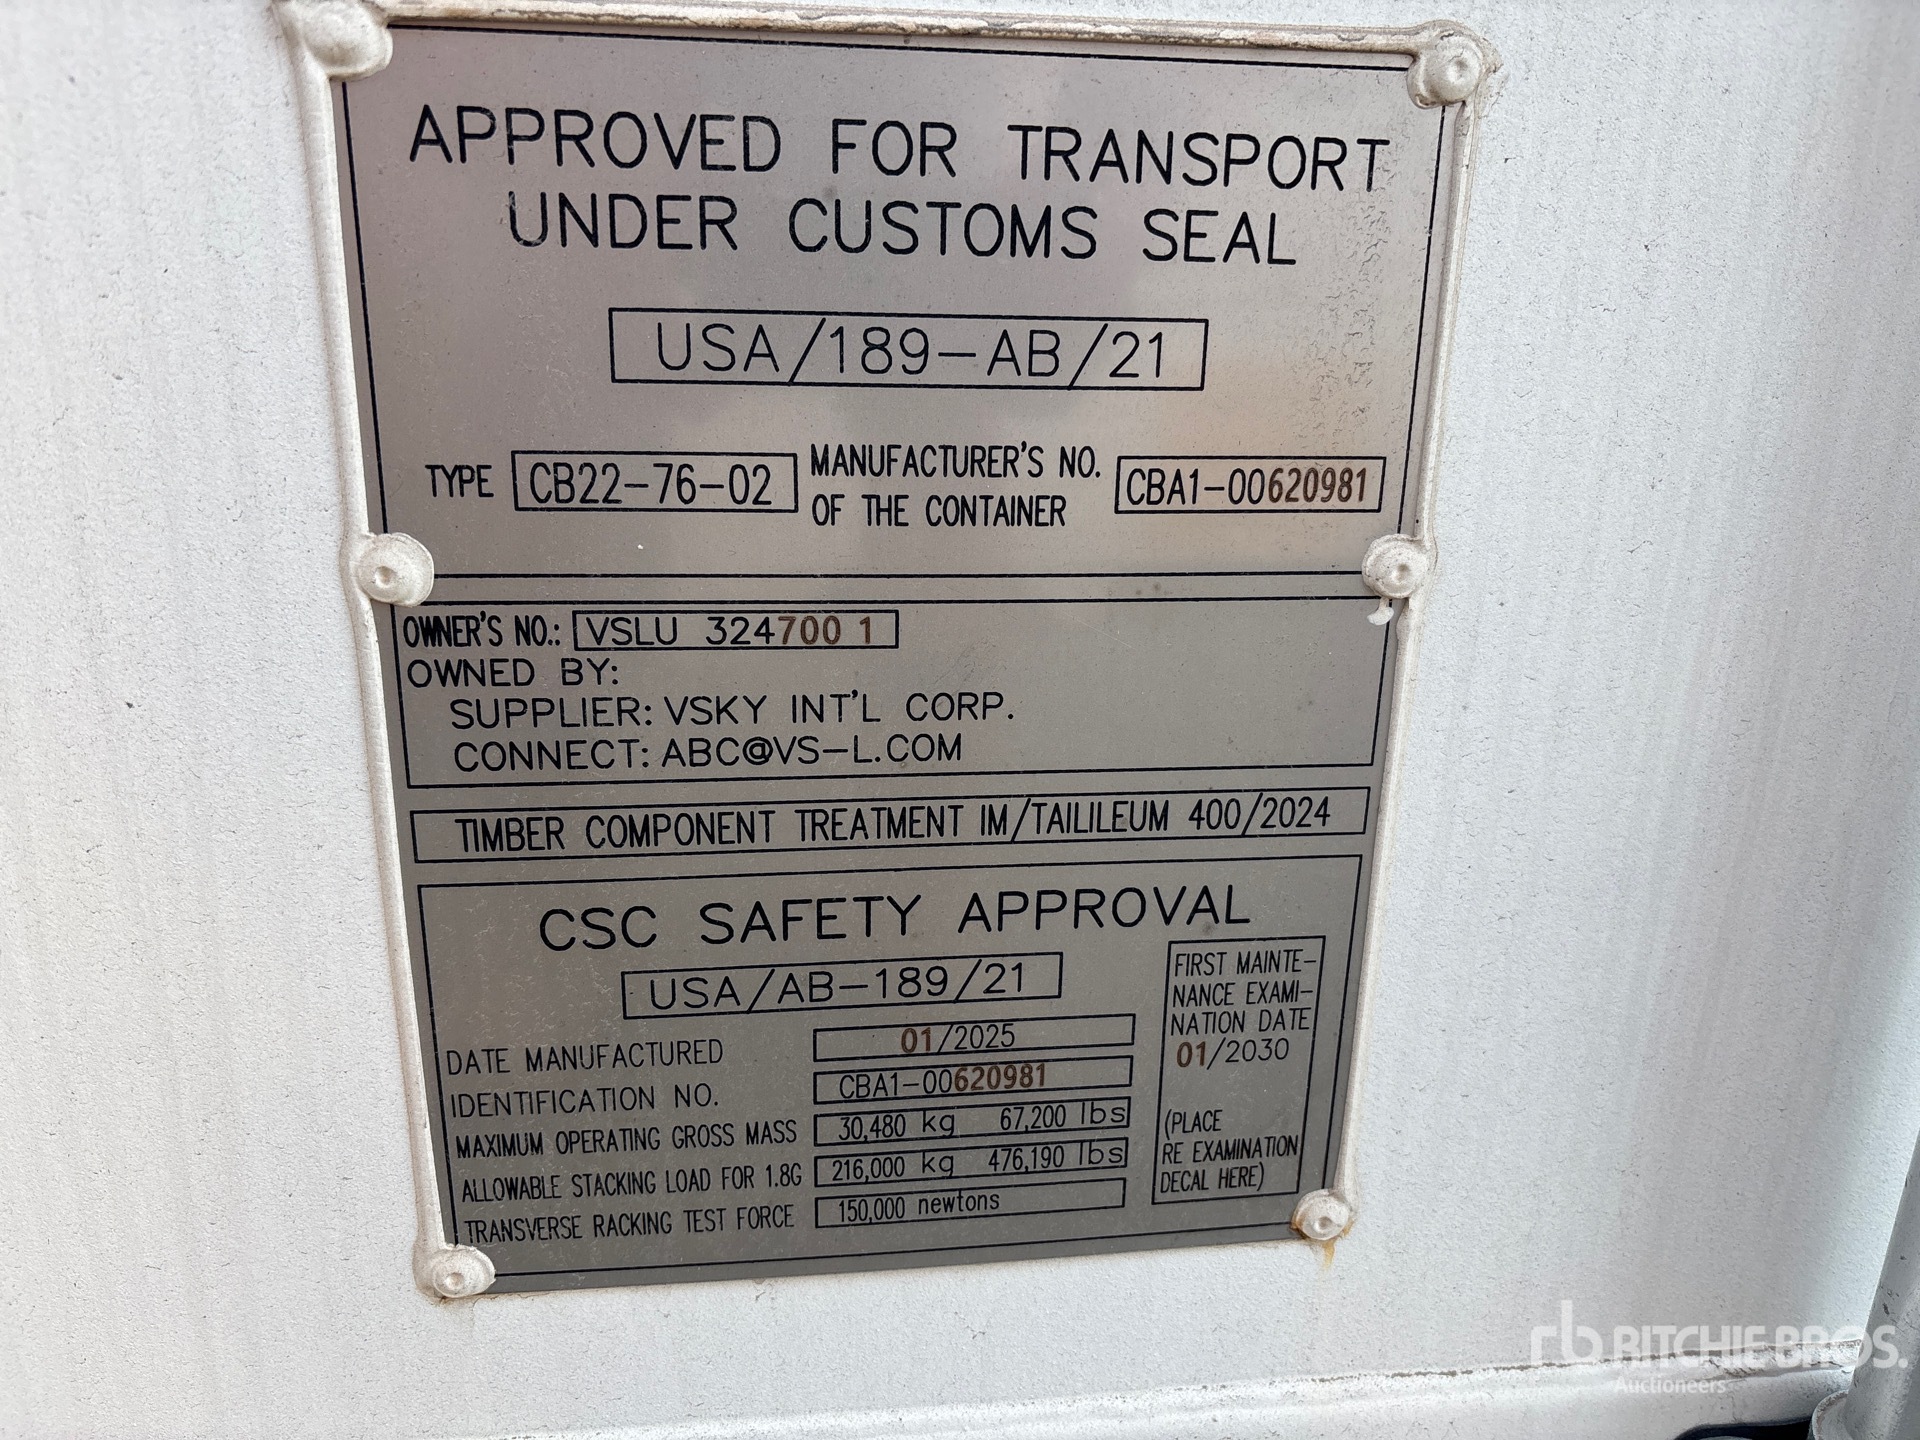 APPROVED FOR TRANSPORT
UNDER CUSTOMS SEAL
USA/189-AB/21
TYPE CB22-76-02 MANUFACTURER'S NO. OF THE CONTAINER CBA1-00620981
OWNER'S NO.: VSLU 324700 1
OWNED BY:
SUPPLIER: VSKY INT'L CORP.
CONNECT: ABC@VS-L.COM
TIMBER COMPONENT TREATMENT IM/TAILILEUM 400/2024
CSC SAFETY APPROVAL
USA/AB-189/21
DATE MANUFACTURED 01/2025
IDENTIFICATION NO. CBA1-00620981
MAXIMUM OPERATING GROSS MASS 30,480 kg 67,200 lbs
ALLOWABLE STACKING LOAD FOR 1.8G 216,000 kg 476,190 lbs
TRANSVERSE RACKING TEST FORCE 150,000 newtons
FIRST MAINTE-
NANCE EXAMI-
NATION DATE
01/2030
(PLACE
RE EXAMINATION
DECAL HERE)
rb RITCHIE BROS.
Auctioneers